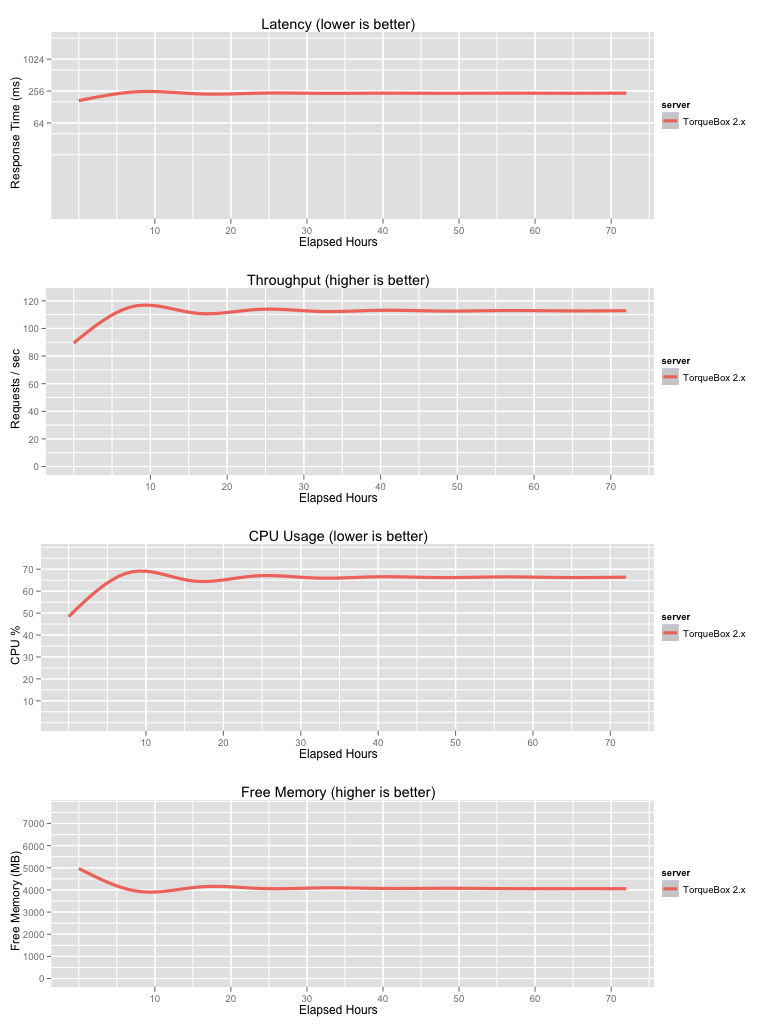 Latency (lower is better)
Response Time (ms)
1024
256
64
10 20 30 40 50 60 70
Elapsed Hours
server
TorqueBox 2.x
Throughput (higher is better)
Requests / sec
120
100
80
60
40
20
0
10 20 30 40 50 60 70
Elapsed Hours
server
TorqueBox 2.x
CPU Usage (lower is better)
CPU %
70
60
50
40
30
20
10
10 20 30 40 50 60 70
Elapsed Hours
server
TorqueBox 2.x
Free Memory (higher is better)
Free Memory (MB)
7000
6000
5000
4000
3000
2000
1000
0
10 20 30 40 50 60 70
Elapsed Hours
server
TorqueBox 2.x